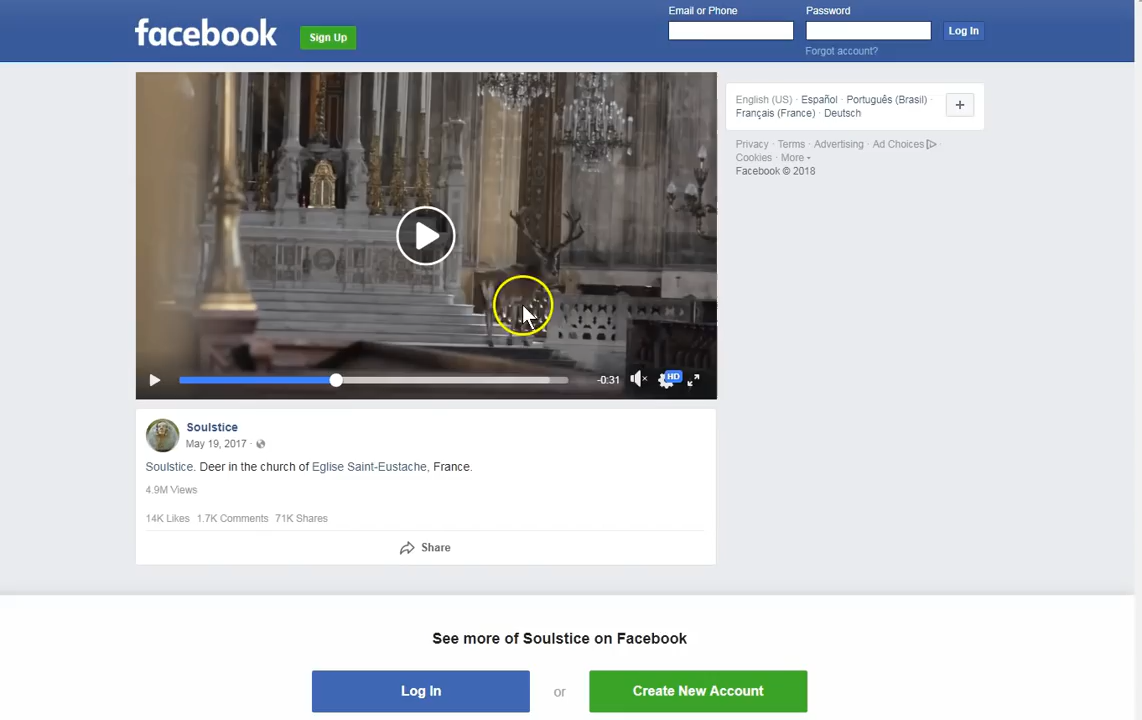 Email or Phone
Password
facebook
Sign Up
Log In
Forgot account?
English (US) · Español · Português (Brasil) ·
Français (France) · Deutsch
+
Privacy · Terms · Advertising · Ad Choices ·
Cookies · More
Facebook © 2018
-0:31
HD
Soulstice
May 19, 2017 ·
Soulstice. Deer in the church of Eglise Saint-Eustache, France.
4.9M Views
14K Likes 1.7K Comments 71K Shares
Share
See more of Soulstice on Facebook
Log In or Create New Account